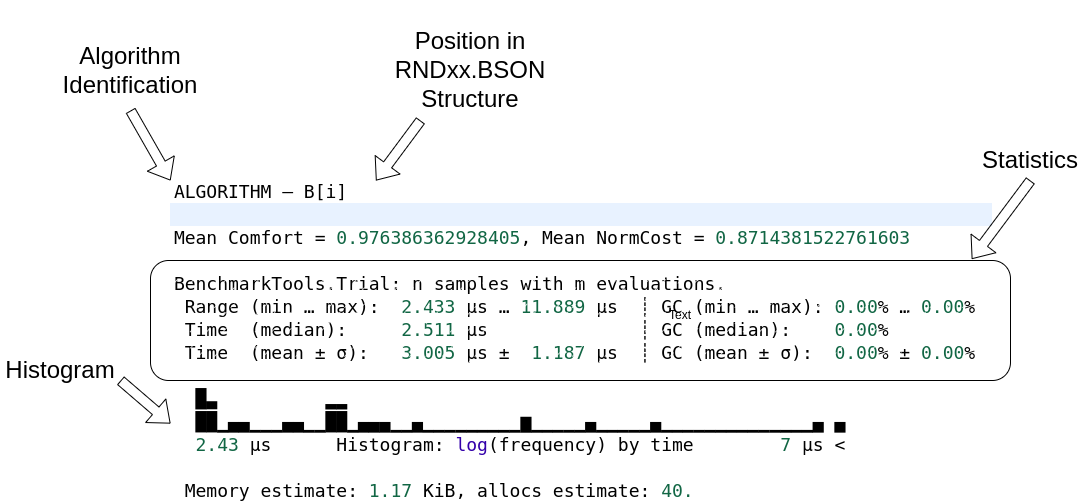 Algorithm
Identification
Position in
RNDxx.BSON
Structure
Statistics
ALGORITHM – B[i]
Mean Comfort = 0.976386362928405, Mean NormCost = 0.8714381522761603
BenchmarkTools.Trial: n samples with m evaluations.
Range (min … max): 2.433 µs … 11.889 µs ┊ GC (min … max): 0.00% … 0.00%
Text
Time (median): 2.511 µs ┊ GC (median): 0.00%
Time (mean ± σ): 3.005 µs ± 1.187 µs ┊ GC (mean ± σ): 0.00% ± 0.00%
Histogram
2.43 µs Histogram: log(frequency) by time 7 µs <
Memory estimate: 1.17 KiB, allocs estimate: 40.